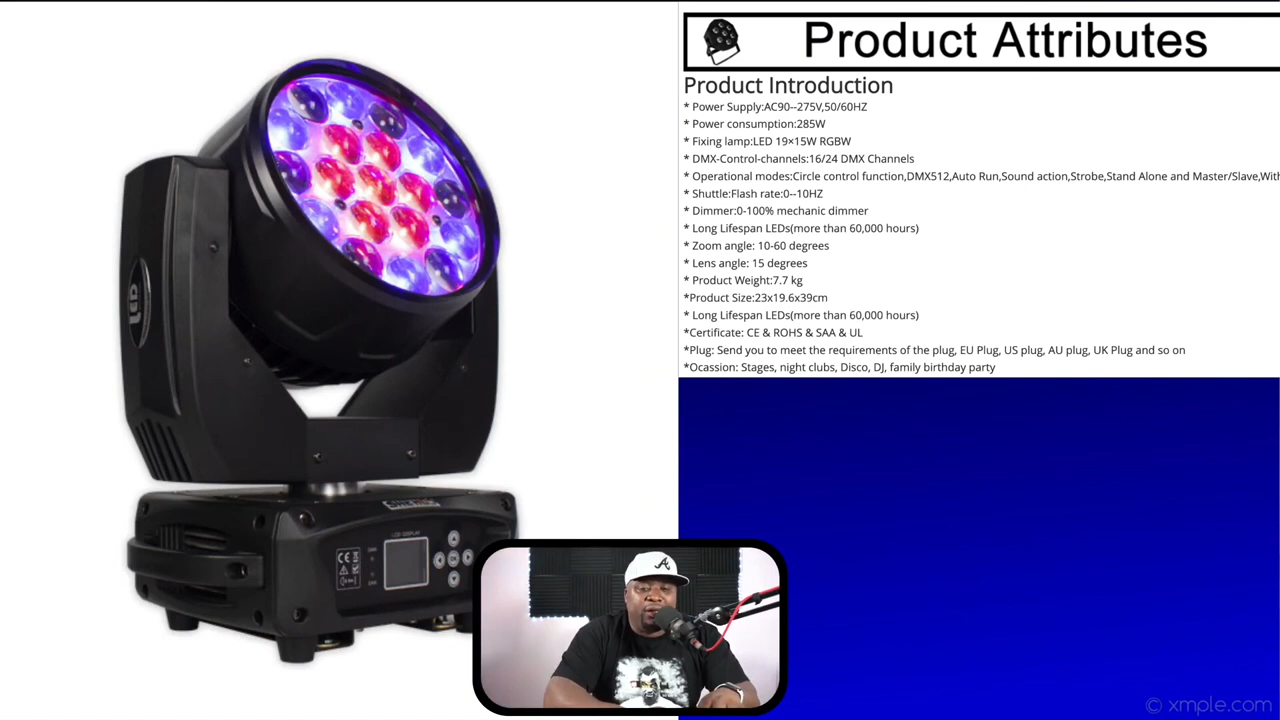 Product Attributes
Product Introduction
* Power Supply:AC90--275V,50/60HZ
* Power consumption:285W
* Fixing lamp:LED 19×15W RGBW
* DMX-Control-channels:16/24 DMX Channels
* Operational modes:Circle control function,DMX512,Auto Run,Sound action,Strobe,Stand Alone and Master/Slave,With
* Shuttle:Flash rate:0--10HZ
* Dimmer:0-100% mechanic dimmer
* Long Lifespan LEDs(more than 60,000 hours)
* Zoom angle: 10-60 degrees
* Lens angle: 15 degrees
* Product Weight:7.7 kg
*Product Size:23x19.6x39cm
* Long Lifespan LEDs(more than 60,000 hours)
*Certificate: CE & ROHS & SAA & UL
*Plug: Send you to meet the requirements of the plug, EU Plug, US plug, AU plug, UK Plug and so on
*Ocassion: Stages, night clubs, Disco, DJ, family birthday party
LED
LCD DISPLAY
CE
OK
A
© xmple.com